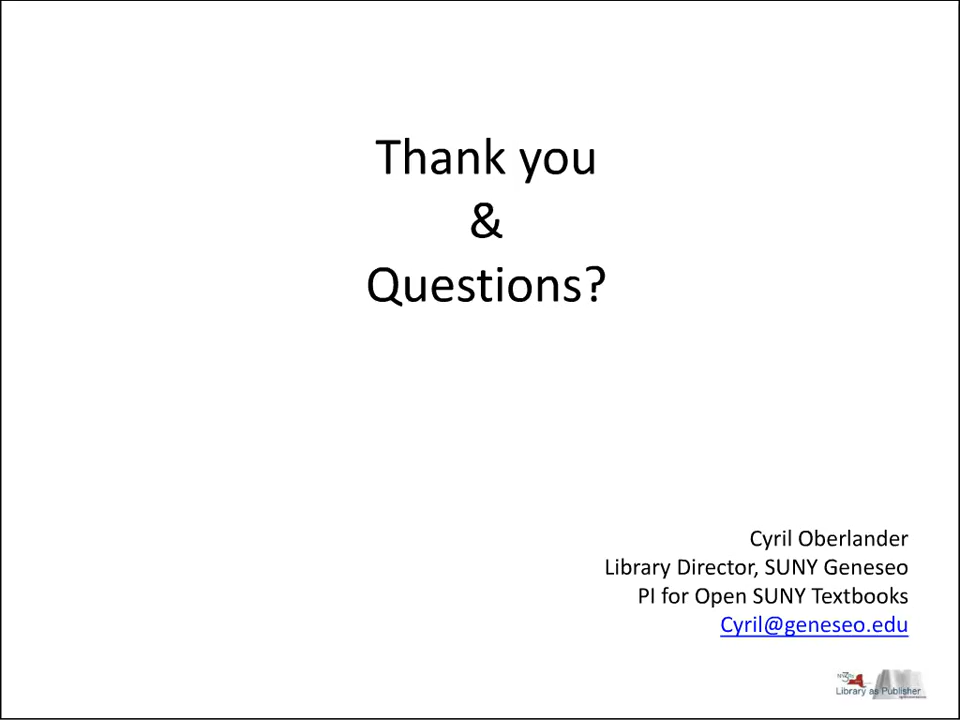 Thank you
&
Questions?
Cyril Oberlander
Library Director, SUNY Geneseo
PI for Open SUNY Textbooks
Cyril@geneseo.edu
Library as Publisher